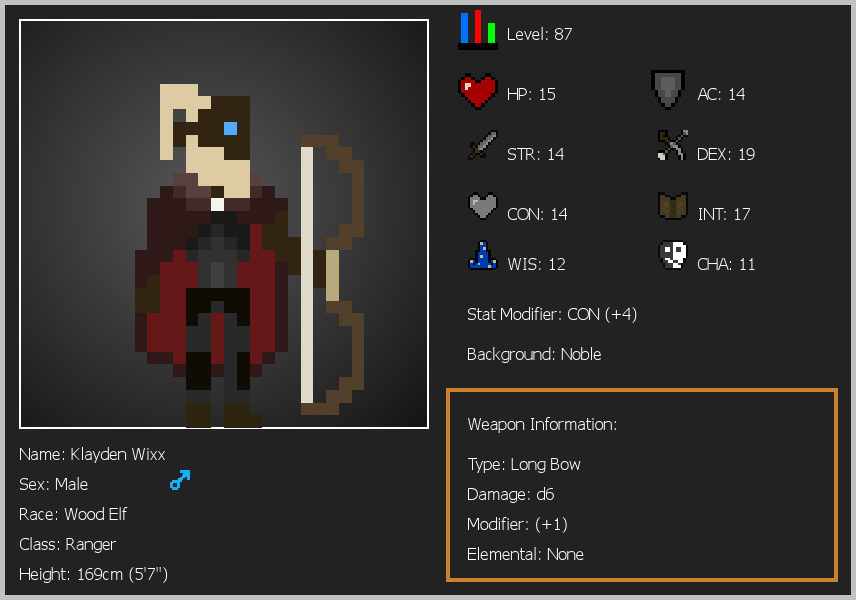 Level: 87
HP: 15
AC: 14
STR: 14
DEX: 19
CON: 14
INT: 17
WIS: 12
CHA: 11
Stat Modifier: CON (+4)
Background: Noble
Weapon Information:
Type: Long Bow
Damage: d6
Modifier: (+1)
Elemental: None
Name: Klayden Wixx
Sex: Male
Race: Wood Elf
Class: Ranger
Height: 169cm (5'7")